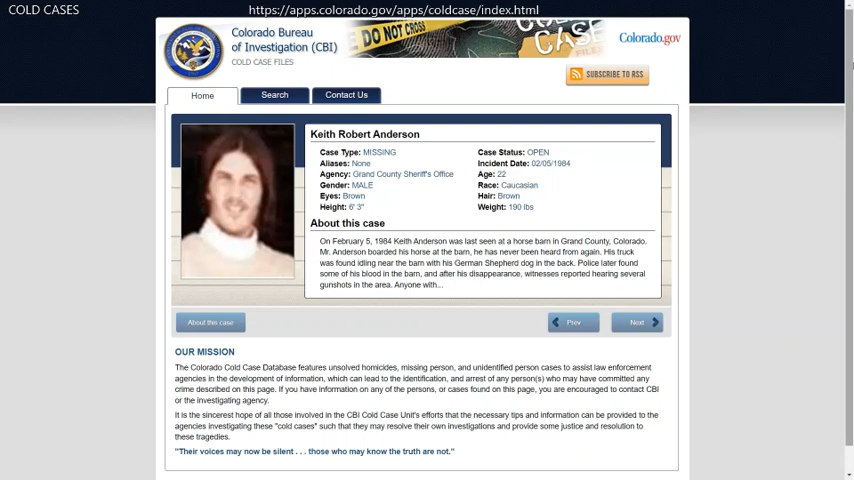 COLD CASES
https://apps.colorado.gov/apps/coldcase/index.html
Colorado Bureau
of Investigation (CBI)
COLD CASE FILES
DO NOT CROSS
CASE
FILES
Colorado.gov
SUBSCRIBE TO RSS
Home
Search
Contact Us
Keith Robert Anderson
Case Type: MISSING
Case Status: OPEN
Aliases: None
Incident Date: 02/05/1984
Agency: Grand County Sheriff's Office
Age: 22
Gender: MALE
Race: Caucasian
Eyes: Brown
Hair: Brown
Height: 6' 3"
Weight: 190 lbs
About this case
On February 5, 1984 Keith Anderson was last seen at a horse barn in Grand County, Colorado.
Mr. Anderson boarded his horse at the barn, he has never been heard from again. His truck
was found idling near the barn with his German Shepherd dog in the back. Police later found
some of his blood in the barn, and after his disappearance, witnesses reported hearing several
gunshots in the area. Anyone with...
About this case
Prev
Next
OUR MISSION
The Colorado Cold Case Database features unsolved homicides, missing person, and unidentified person cases to assist law enforcement
agencies in the development of information, which can lead to the identification, and arrest of any person(s) who may have committed any
crime described on this page. If you have information on any of the persons, or cases found on this page, you are encouraged to contact CBI
or the investigating agency.
It is the sincerest hope of all those involved in the CBI Cold Case Unit's efforts that the necessary tips and information can be provided to the
agencies investigating these "cold cases" such that they may resolve their own investigations and provide some justice and resolution to
these tragedies.
"Their voices may now be silent . . . those who may know the truth are not."